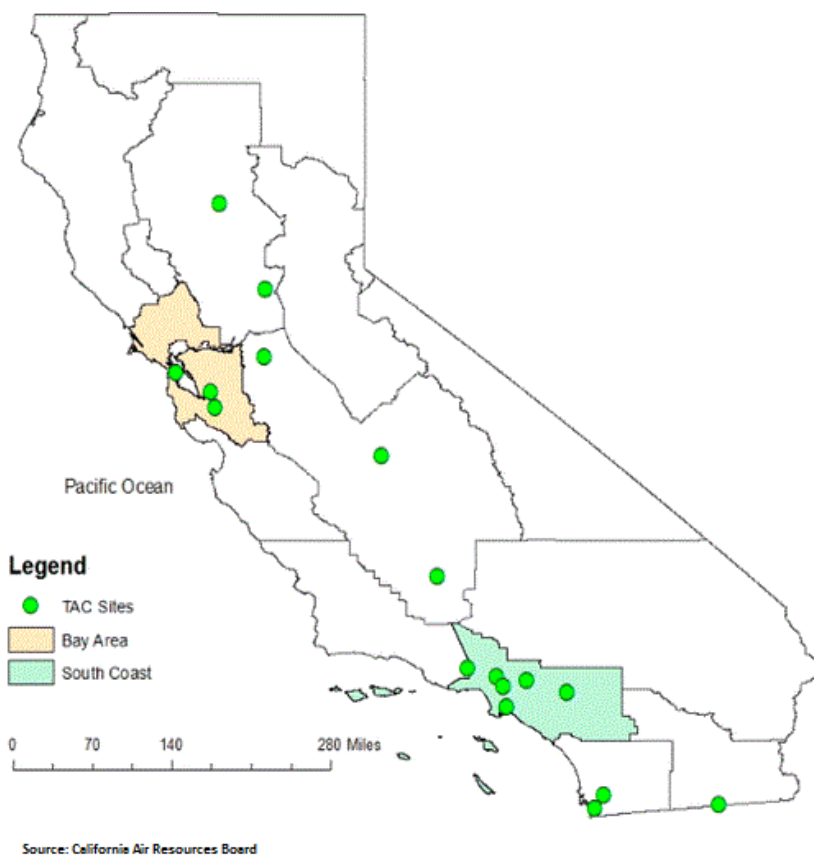 Pacific Ocean
Legend
TAC Sites
Bay Area
South Coast
0 70 140 280 Miles
Source: California Air Resources Board